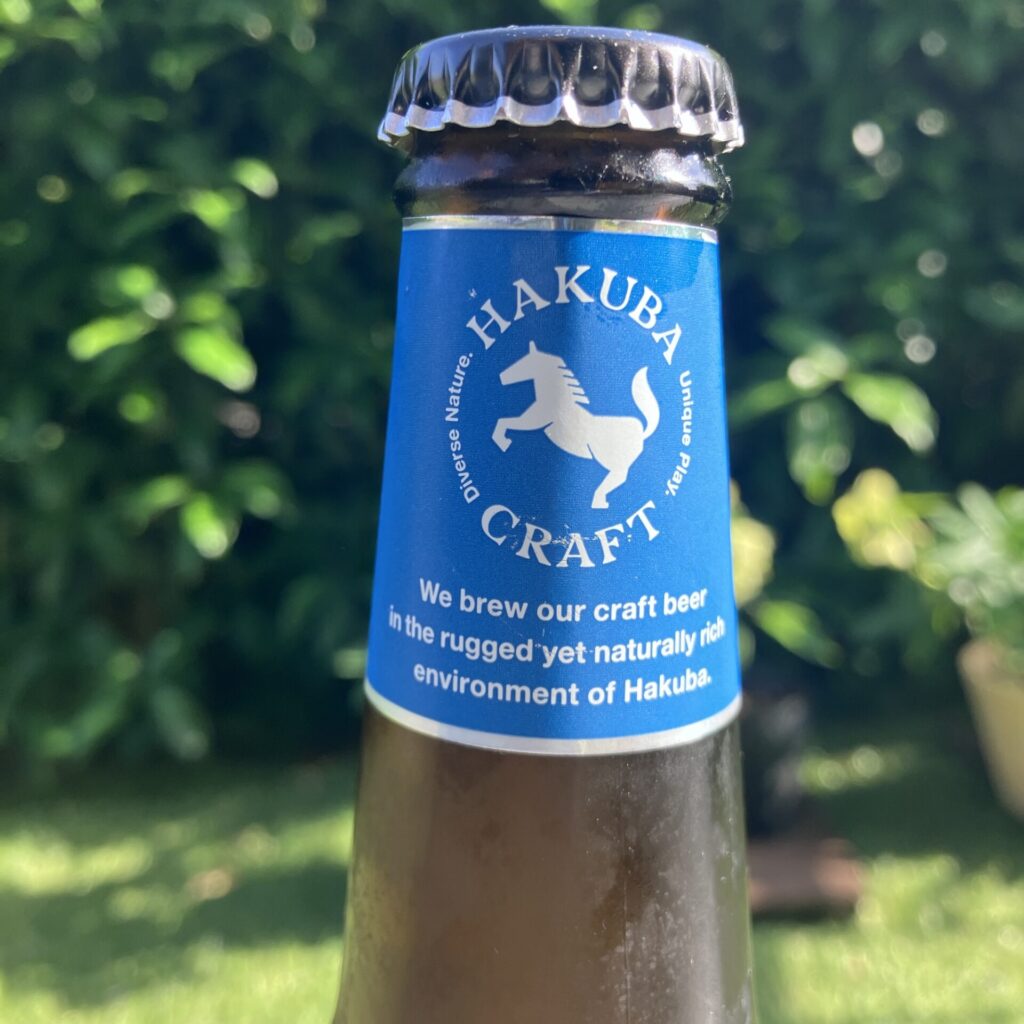 HAKUBA
Diverse Nature.
Unique Play.
CRAFT
We brew our craft beer
in the rugged yet naturally rich
environment of Hakuba.